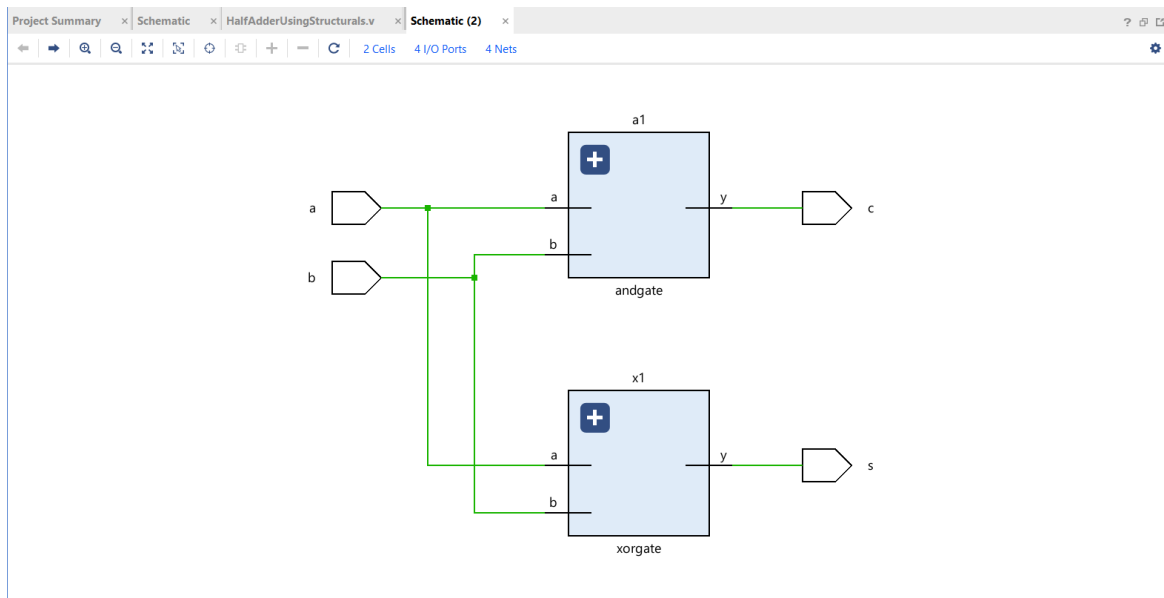 Project Summary × Schematic × HalfAdderUsingStructurals.v × Schematic (2) × ?
2 Cells 4 I/O Ports 4 Nets
a1
a
a
y
c
b
b
andgate
x1
a
y
s
b
xorgate